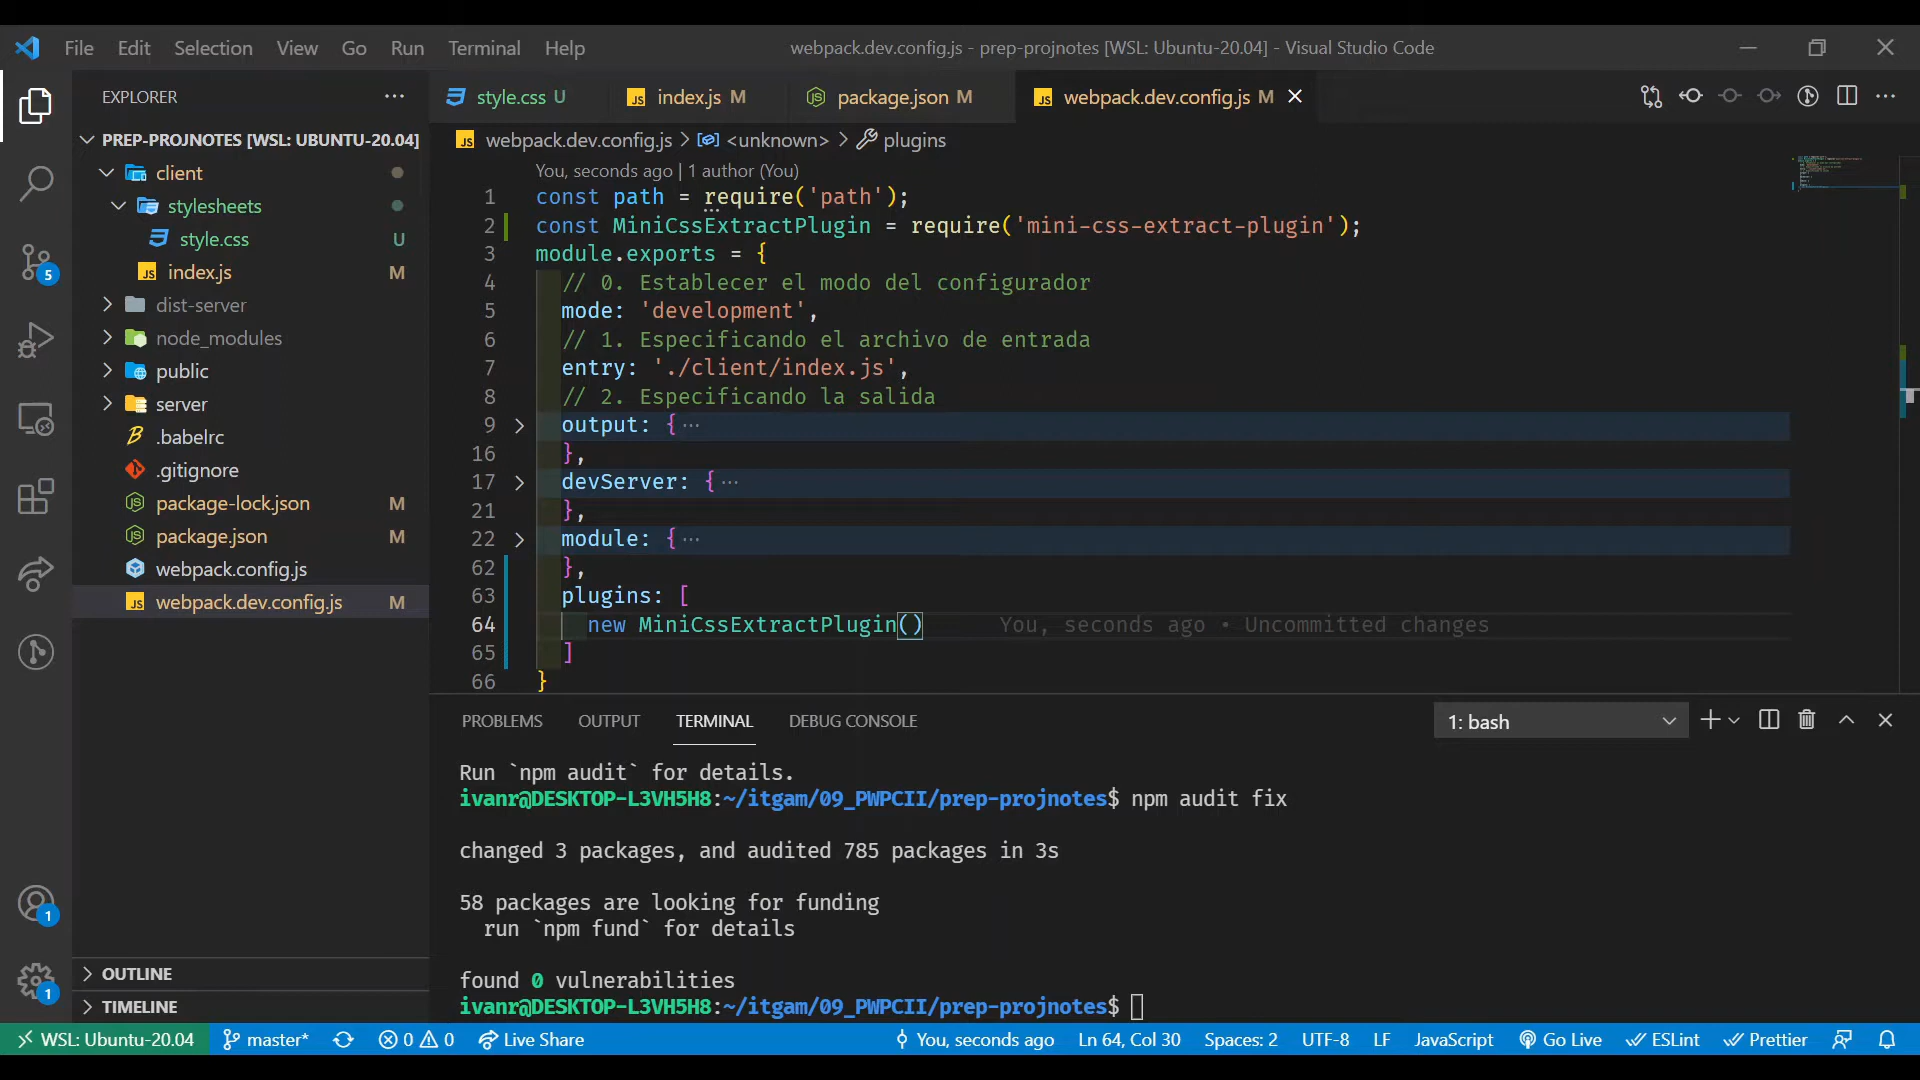 File Edit Selection View Go Run Terminal Help
webpack.dev.config.js - prep-projnotes [WSL: Ubuntu-20.04] - Visual Studio Code
EXPLORER
PREP-PROJNOTES [WSL: UBUNTU-20.04]
client
stylesheets
style.css U
index.js M
dist-server
node_modules
public
server
.babelrc
.gitignore
package-lock.json M
package.json M
webpack.config.js
webpack.dev.config.js M
OUTLINE
TIMELINE
5
1
1
style.css U
index.js M
package.json M
webpack.dev.config.js M
webpack.dev.config.js > <unknown> > plugins
You, seconds ago | 1 author (You)
1 const path = require('path');
2 const MiniCssExtractPlugin = require('mini-css-extract-plugin');
3 module.exports = {
4 // 0. Establecer el modo del configurador
5 mode: 'development',
6 // 1. Especificando el archivo de entrada
7 entry: './client/index.js',
8 // 2. Especificando la salida
9 output: { ···
16 },
17 devServer: { ···
21 },
22 module: { ···
62 },
63 plugins: [
64 new MiniCssExtractPlugin() You, seconds ago • Uncommitted changes
65 ]
66 }
PROBLEMS OUTPUT TERMINAL DEBUG CONSOLE
1: bash
Run `npm audit` for details.
ivanr@DESKTOP-L3VH5H8:~/itgam/09_PWPCII/prep-projnotes$ npm audit fix
changed 3 packages, and audited 785 packages in 3s
58 packages are looking for funding
run `npm fund` for details
found 0 vulnerabilities
ivanr@DESKTOP-L3VH5H8:~/itgam/09_PWPCII/prep-projnotes$
WSL: Ubuntu-20.04 master* 0 0 Live Share You, seconds ago Ln 64, Col 30 Spaces: 2 UTF-8 LF JavaScript Go Live ESLint Prettier